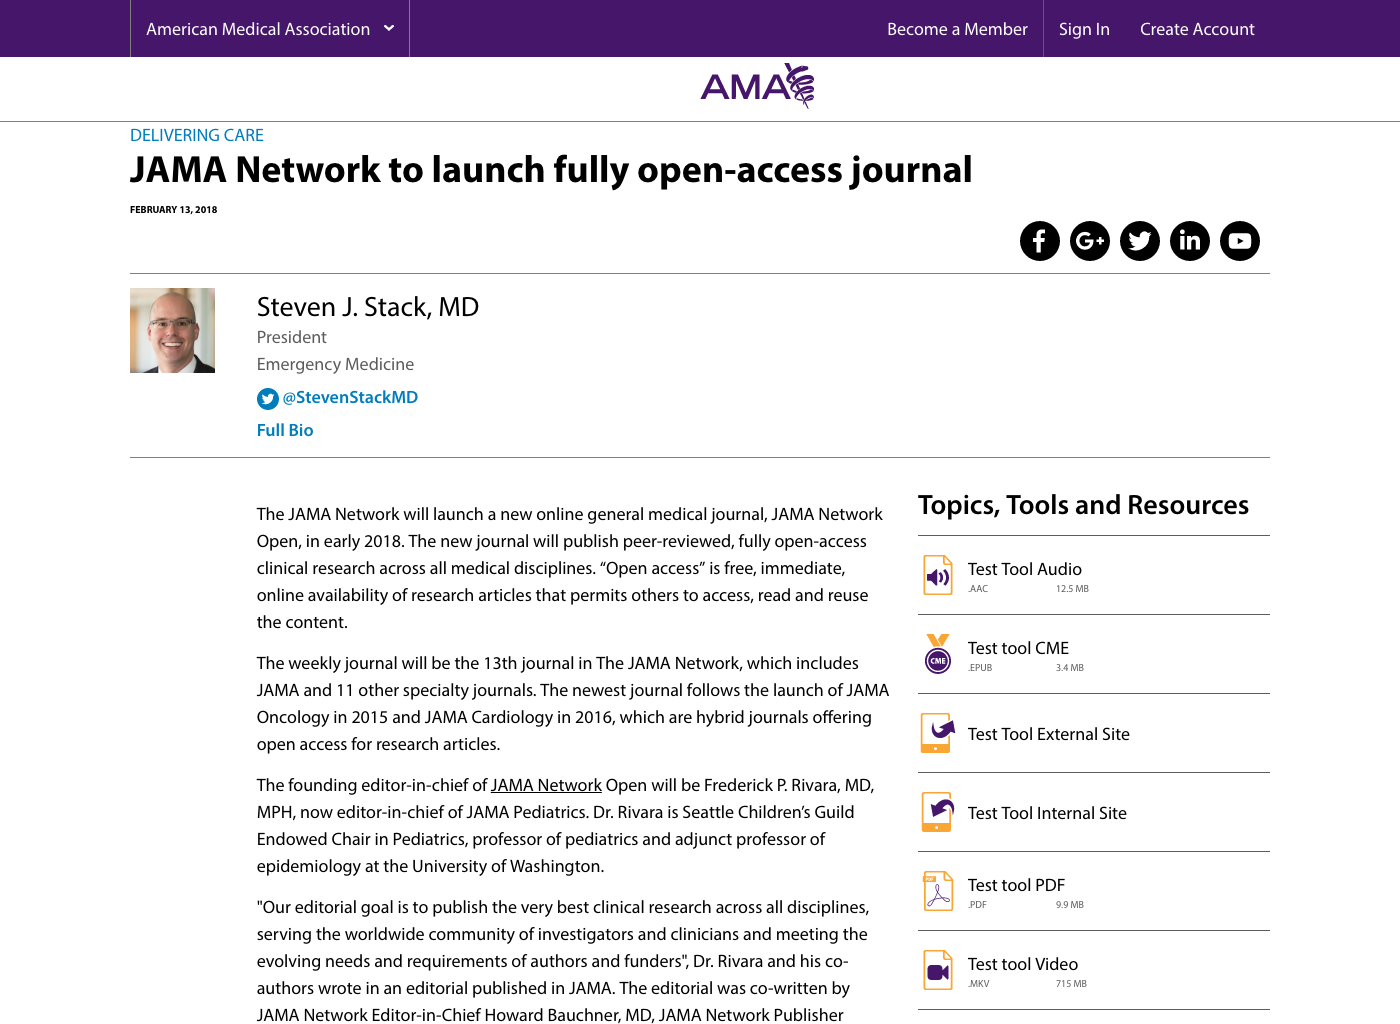 American Medical Association
Become a Member
Sign In
Create Account
AMA
DELIVERING CARE
JAMA Network to launch fully open-access journal
FEBRUARY 13, 2018
Steven J. Stack, MD
President
Emergency Medicine
@StevenStackMD
Full Bio
The JAMA Network will launch a new online general medical journal, JAMA Network
Open, in early 2018. The new journal will publish peer-reviewed, fully open-access
clinical research across all medical disciplines. “Open access” is free, immediate,
online availability of research articles that permits others to access, read and reuse
the content.
The weekly journal will be the 13th journal in The JAMA Network, which includes
JAMA and 11 other specialty journals. The newest journal follows the launch of JAMA
Oncology in 2015 and JAMA Cardiology in 2016, which are hybrid journals offering
open access for research articles.
The founding editor-in-chief of JAMA Network Open will be Frederick P. Rivara, MD,
MPH, now editor-in-chief of JAMA Pediatrics. Dr. Rivara is Seattle Children’s Guild
Endowed Chair in Pediatrics, professor of pediatrics and adjunct professor of
epidemiology at the University of Washington.
"Our editorial goal is to publish the very best clinical research across all disciplines,
serving the worldwide community of investigators and clinicians and meeting the
evolving needs and requirements of authors and funders", Dr. Rivara and his co-
authors wrote in an editorial published in JAMA. The editorial was co-written by
JAMA Network Editor-in-Chief Howard Bauchner, MD, JAMA Network Publisher
Topics, Tools and Resources
Test Tool Audio
.AAC 12.5 MB
CME
Test tool CME
.EPUB 3.4 MB
Test Tool External Site
Test Tool Internal Site
PDF
Test tool PDF
.PDF 9.9 MB
Test tool Video
.MKV 715 MB